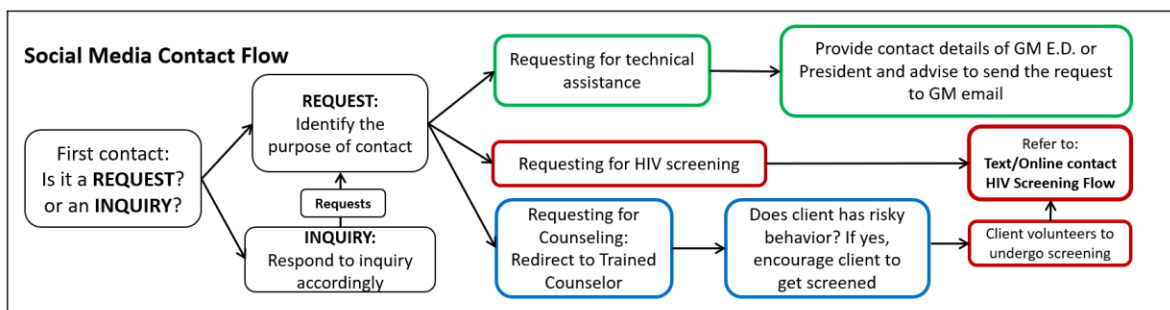 Social Media Contact Flow
First contact:
Is it a REQUEST?
or an INQUIRY?
REQUEST:
Identify the
purpose of contact
Requests
INQUIRY:
Respond to inquiry
accordingly
Requesting for technical
assistance
Provide contact details of GM E.D. or
President and advise to send the request
to GM email
Requesting for HIV screening
Refer to:
Text/Online contact
HIV Screening Flow
Requesting for
Counseling:
Redirect to Trained
Counselor
Does client has risky
behavior? If yes,
encourage client to
get screened
Client volunteers to
undergo screening